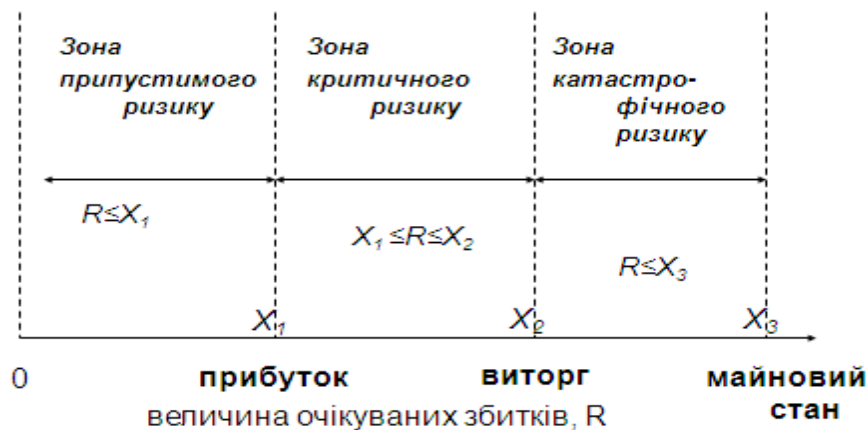 Зона
припустимого
ризику
Зона
критичного
ризику
Зона
катастро-
фічного
ризику
R≤X₁
X₁ ≤R≤X₂
R≤X₃
X₁
X₂
X₃
0
прибуток
виторг
майновий
стан
величина очікуваних збитків, R